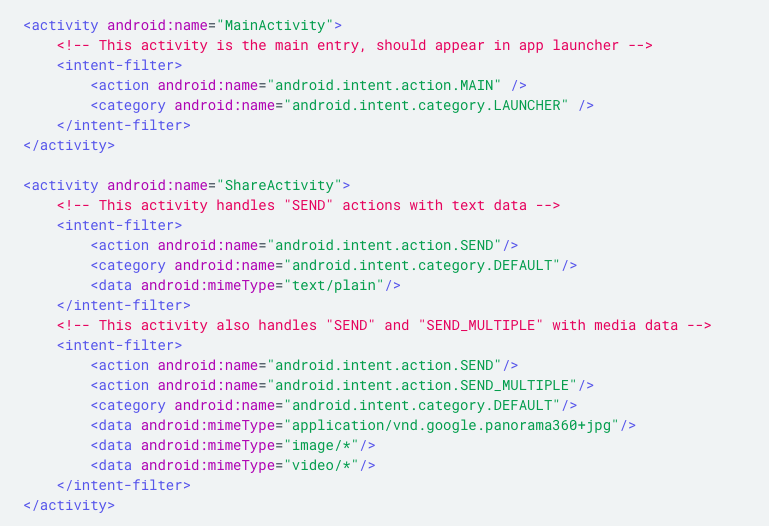 <activity android:name="MainActivity">
    <!-- This activity is the main entry, should appear in app launcher -->
    <intent-filter>
        <action android:name="android.intent.action.MAIN" />
        <category android:name="android.intent.category.LAUNCHER" />
    </intent-filter>
</activity>

<activity android:name="ShareActivity">
    <!-- This activity handles "SEND" actions with text data -->
    <intent-filter>
        <action android:name="android.intent.action.SEND"/>
        <category android:name="android.intent.category.DEFAULT"/>
        <data android:mimeType="text/plain"/>
    </intent-filter>
    <!-- This activity also handles "SEND" and "SEND_MULTIPLE" with media data -->
    <intent-filter>
        <action android:name="android.intent.action.SEND"/>
        <action android:name="android.intent.action.SEND_MULTIPLE"/>
        <category android:name="android.intent.category.DEFAULT"/>
        <data android:mimeType="application/vnd.google.panorama360+jpg"/>
        <data android:mimeType="image/*"/>
        <data android:mimeType="video/*"/>
    </intent-filter>
</activity>